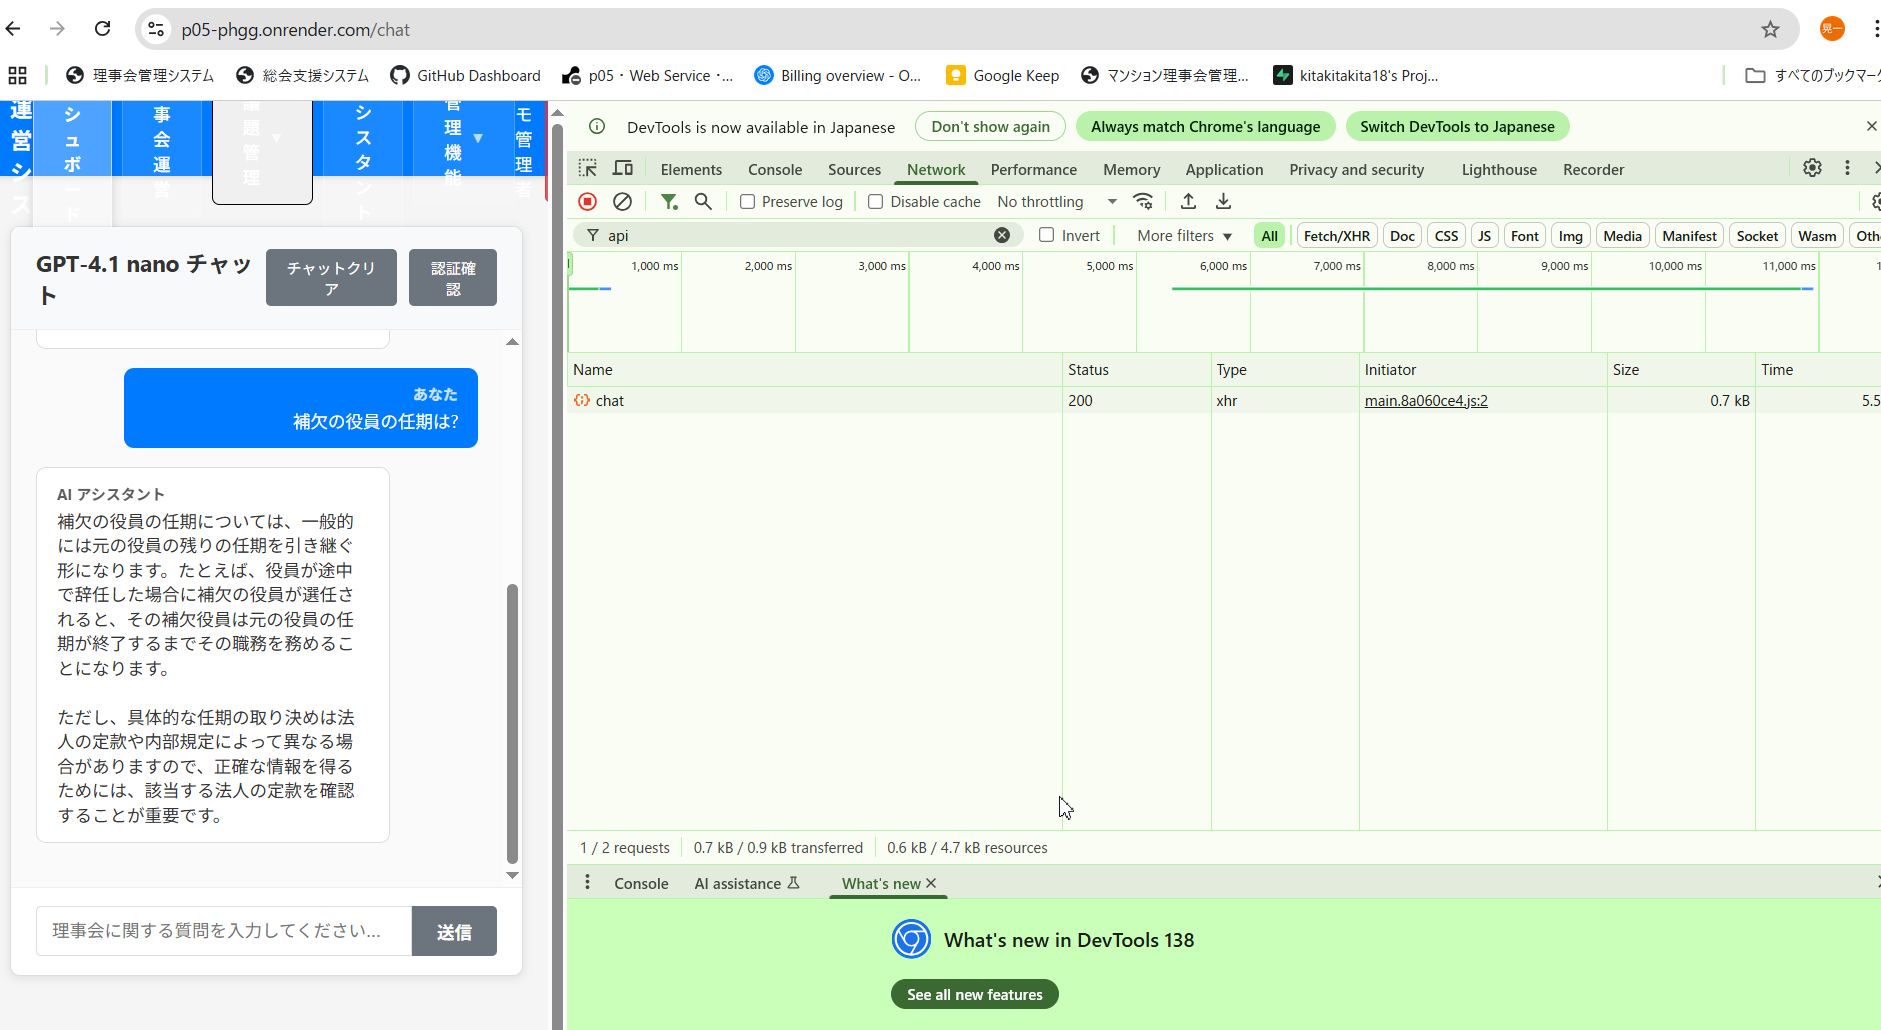 p05-phgg.onrender.com/chat
晃一
理事会管理システム
総会支援システム
GitHub Dashboard
p05・Web Service・...
Billing overview - O...
Google Keep
マンション理事会管理...
kitakitakita18's Proj...
すべてのブックマーク
運営シス
シュボード
事会運営
議題管理 ▼
シスタント
管理機能 ▼
モ管理者
GPT-4.1 nano チャット
チャットクリア
認証確認
あなた
補欠の役員の任期は?
AI アシスタント
補欠の役員の任期については、一般的
には元の役員の残りの任期を引き継ぐ
形になります。たとえば、役員が途中
で辞任した場合に補欠の役員が選任さ
れると、その補欠役員は元の役員の任
期が終了するまでその職務を務めるこ
とになります。
ただし、具体的な任期の取り決めは法
人の定款や内部規定によって異なる場
合がありますので、正確な情報を得る
ためには、該当する法人の定款を確認
することが重要です。
理事会に関する質問を入力してください...
送信
DevTools is now available in Japanese
Don't show again
Always match Chrome's language
Switch DevTools to Japanese
Elements
Console
Sources
Network
Performance
Memory
Application
Privacy and security
Lighthouse
Recorder
Preserve log
Disable cache
No throttling
api
Invert
More filters ▼
All
Fetch/XHR
Doc
CSS
JS
Font
Img
Media
Manifest
Socket
Wasm
Oth
1,000 ms
2,000 ms
3,000 ms
4,000 ms
5,000 ms
6,000 ms
7,000 ms
8,000 ms
9,000 ms
10,000 ms
11,000 ms
1
Name
Status
Type
Initiator
Size
Time
chat
200
xhr
main.8a060ce4.js:2
0.7 kB
5.5
1 / 2 requests
0.7 kB / 0.9 kB transferred
0.6 kB / 4.7 kB resources
Console
AI assistance
What's new
What's new in DevTools 138
See all new features